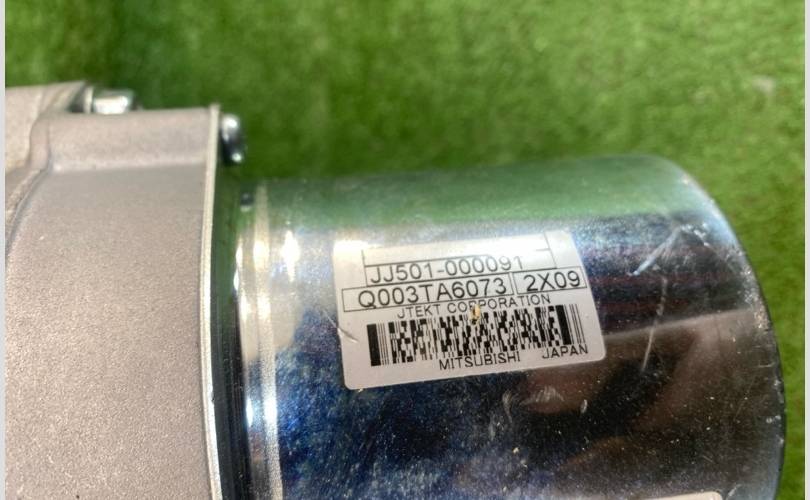 JJ501-000091
Q003TA6073 2X09
JTEKT CORPORATION
MITSUBISHI JAPAN